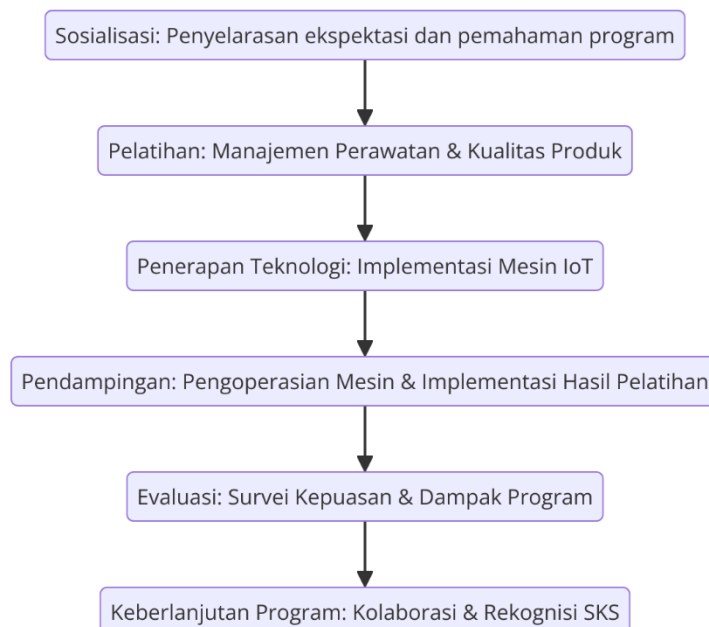 Sosialisasi: Penyelarasan ekspektasi dan pemahaman program
Pelatihan: Manajemen Perawatan & Kualitas Produk
Penerapan Teknologi: Implementasi Mesin IoT
Pendampingan: Pengoperasian Mesin & Implementasi Hasil Pelatihan
Evaluasi: Survei Kepuasan & Dampak Program
Keberlanjutan Program: Kolaborasi & Rekognisi SKS